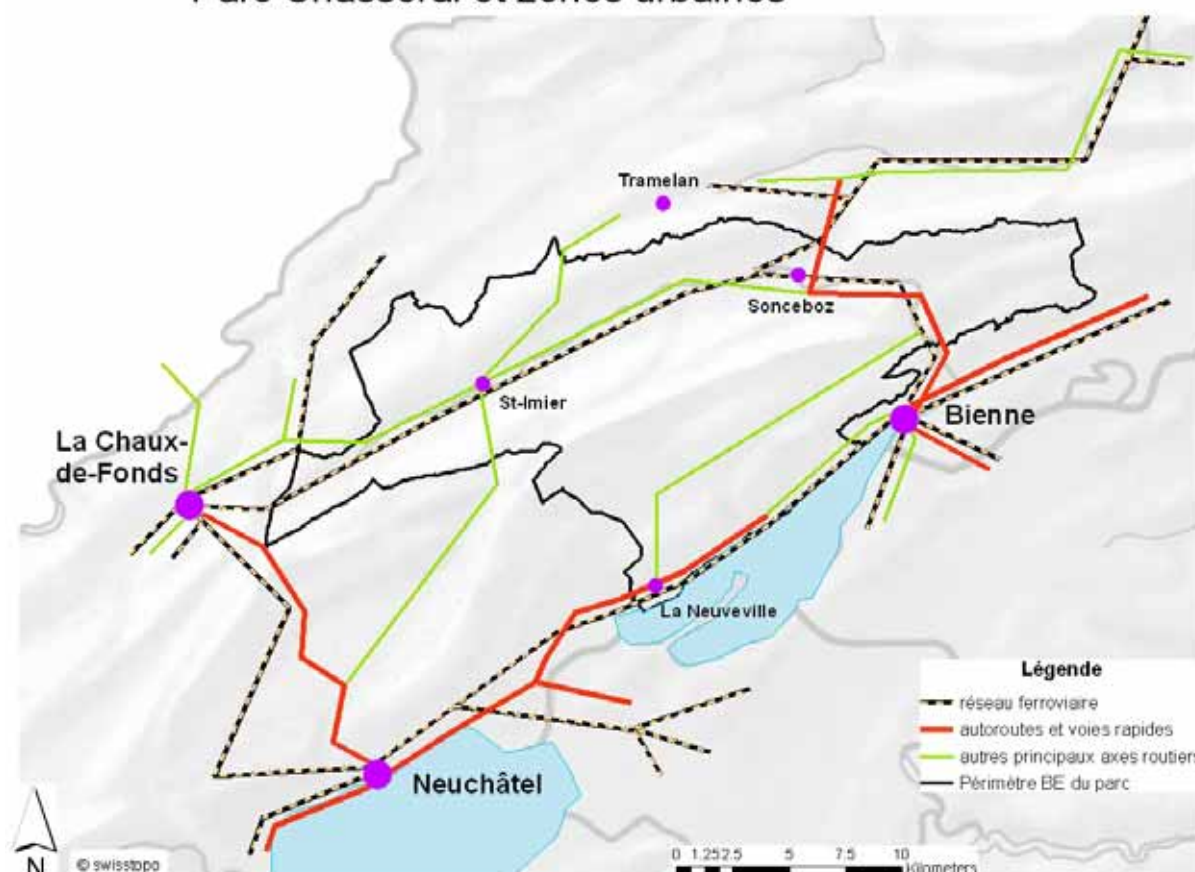 Parc Chasseral et zones urbaines
Tramelan
Sonceboz
St-Imier
Bienne
La Chaux-
de-Fonds
La Neuveville
Neuchâtel
Légende
réseau ferroviaire
autoroutes et voies rapides
autres principaux axes routiers
Périmètre BE du parc
N
© swisstopo
0 1.25 2.5 5 7.5 10
Kilometers